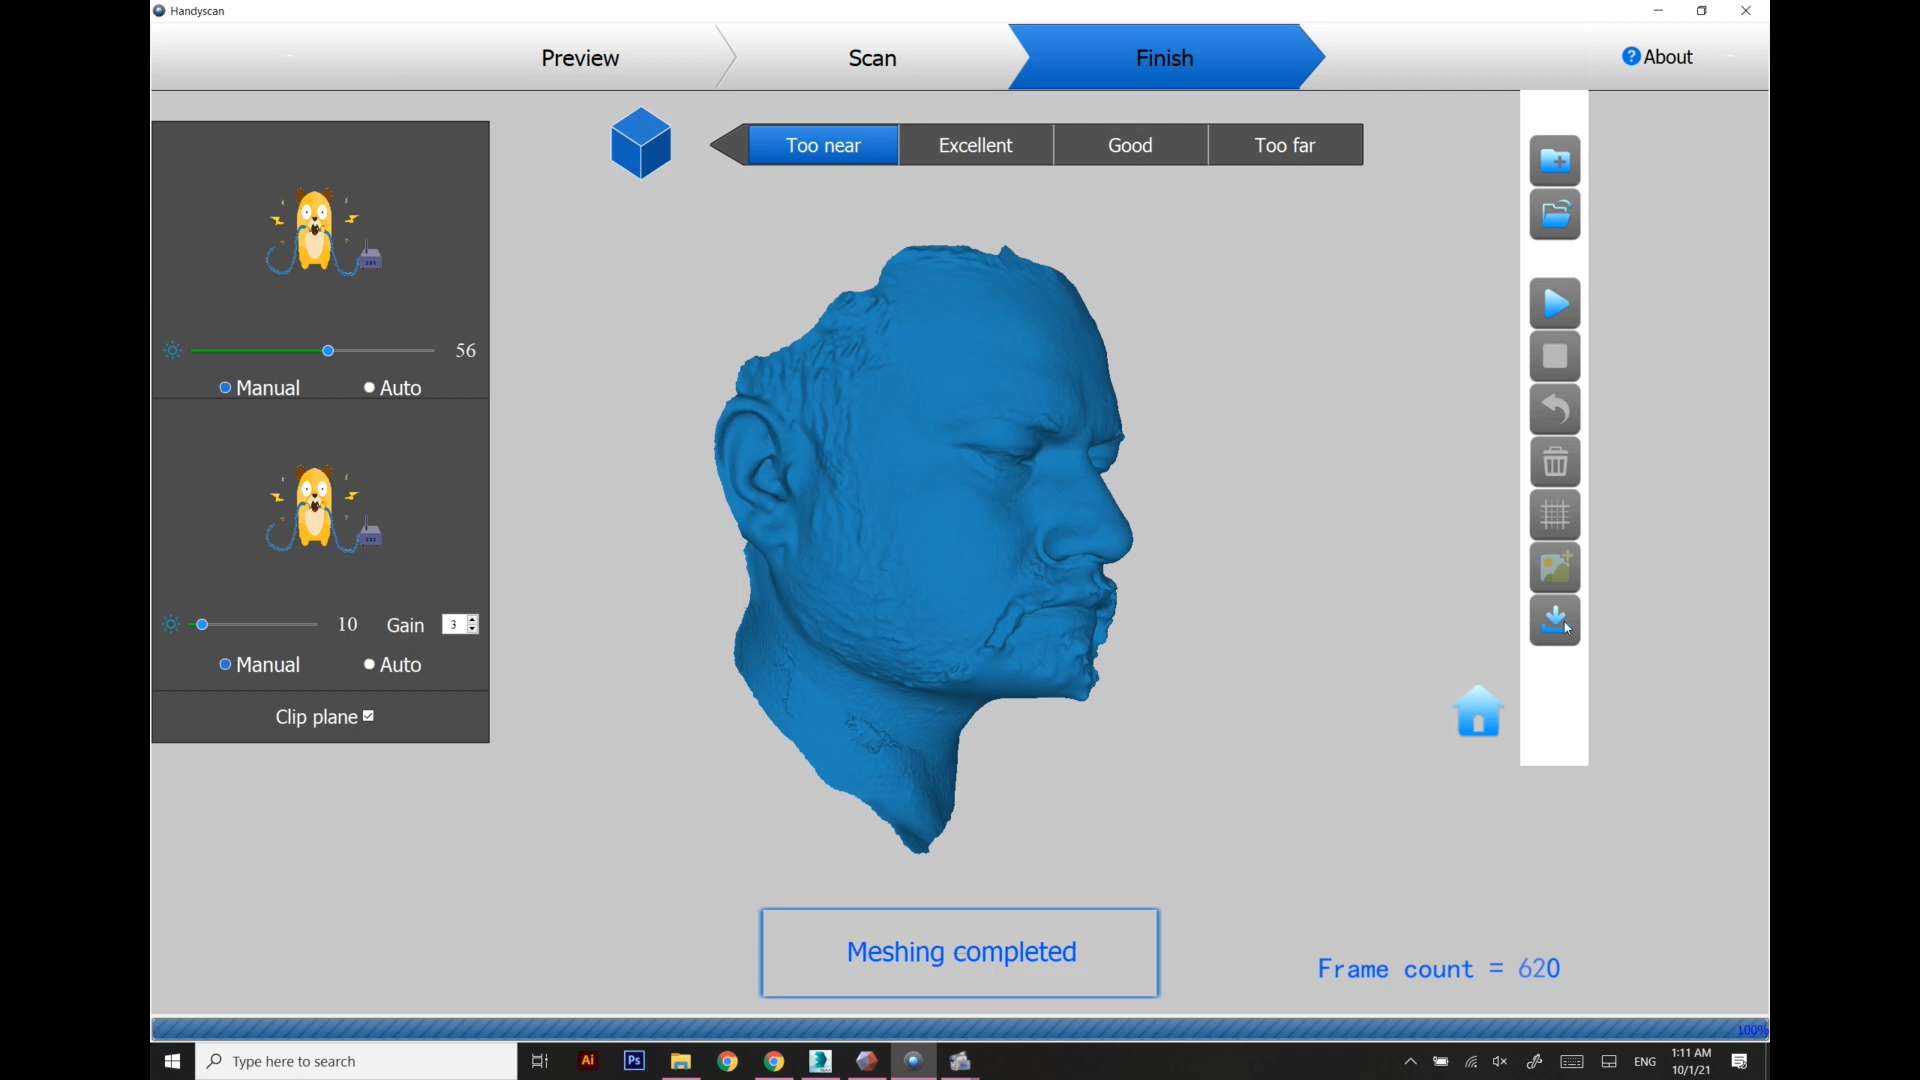 Handyscan
Preview
Scan
Finish
? About
Too near
Excellent
Good
Too far
56
Manual
Auto
10
Gain
3
Manual
Auto
Clip plane
Meshing completed
Frame count = 620
100%
Type here to search
Ai
Ps
ENG
1:11 AM
10/1/21